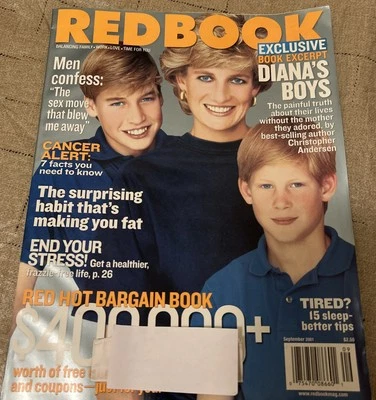 REDBOOK
BALANCING FAMILY • WORK • LOVE • TIME FOR YOU
EXCLUSIVE
BOOK EXCERPT
DIANA'S
BOYS
The painful truth
about their lives
without the mother
they adored, by
best-selling author
Christopher
Andersen
Men
confess:
"The
sex move
that blew
me away"
CANCER
ALERT:
7 facts you
need to know
The surprising
habit that's
making you fat
END YOUR
STRESS! Get a healthier,
frazzle-free life, p. 26
RED HOT BARGAIN BOOK
+
worth of free
and coupons—
TIRED?
15 sleep-
better tips
September 2001
www.redbookmag.com